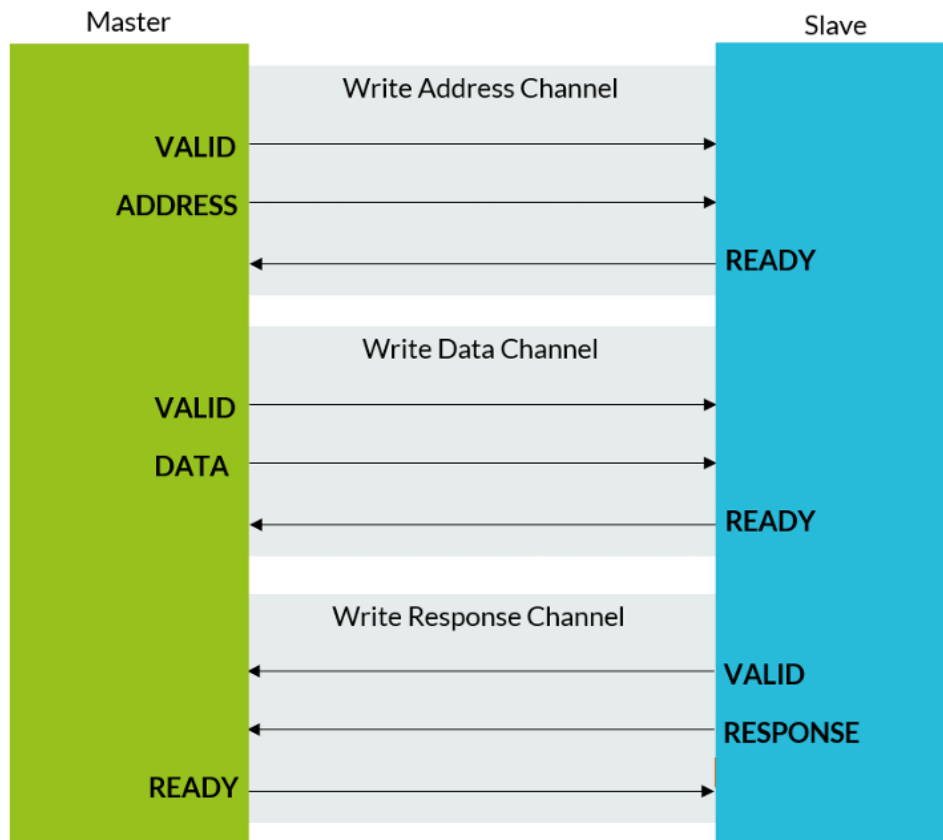 Master
Slave
Write Address Channel
VALID
ADDRESS
READY
Write Data Channel
VALID
DATA
READY
Write Response Channel
VALID
RESPONSE
READY